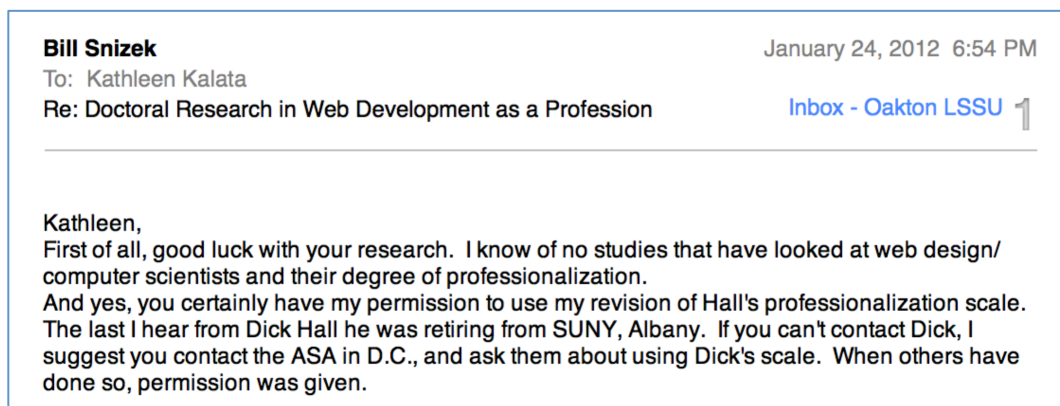 Bill Snizek January 24, 2012 6:54 PM
To: Kathleen Kalata
Re: Doctoral Research in Web Development as a Profession Inbox - Oakton LSSU 1
Kathleen,
First of all, good luck with your research. I know of no studies that have looked at web design/
computer scientists and their degree of professionalization.
And yes, you certainly have my permission to use my revision of Hall's professionalization scale.
The last I hear from Dick Hall he was retiring from SUNY, Albany. If you can't contact Dick, I
suggest you contact the ASA in D.C., and ask them about using Dick's scale. When others have
done so, permission was given.